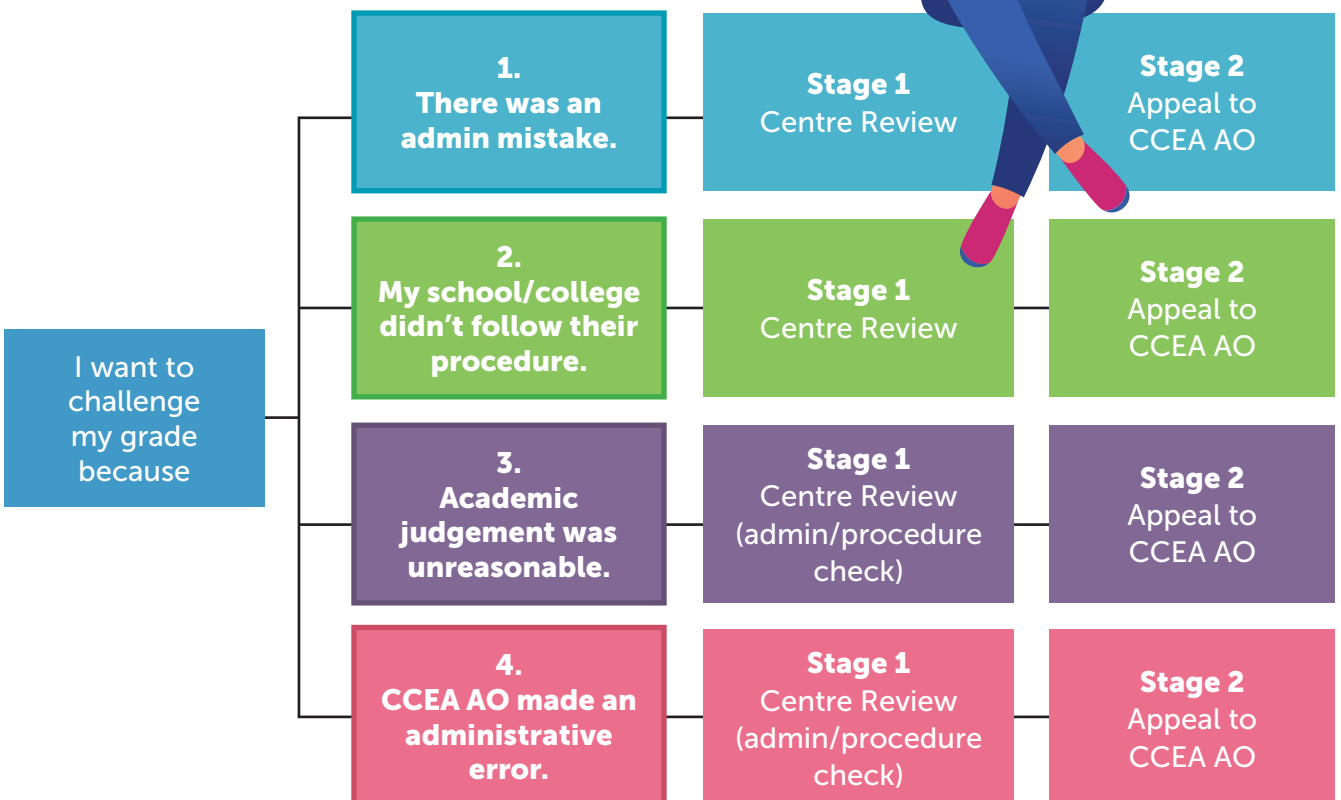 I want to
challenge
my grade
because
1.
There was an
admin mistake.
Stage 1
Centre Review
Stage 2
Appeal to
CCEA AO
2.
My school/college
didn't follow their
procedure.
Stage 1
Centre Review
Stage 2
Appeal to
CCEA AO
3.
Academic
judgement was
unreasonable.
Stage 1
Centre Review
(admin/procedure
check)
Stage 2
Appeal to
CCEA AO
4.
CCEA AO made an
administrative
error.
Stage 1
Centre Review
(admin/procedure
check)
Stage 2
Appeal to
CCEA AO